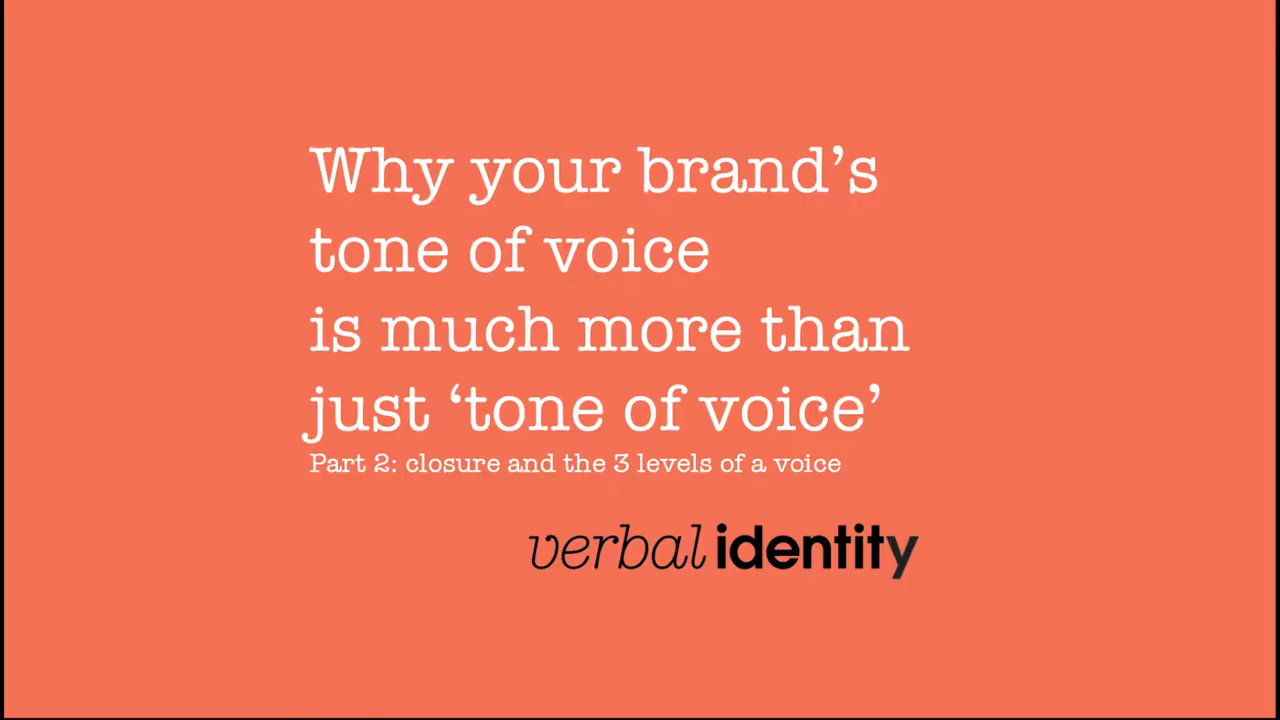 Why your brand’s
tone of voice
is much more than
just ‘tone of voice’
Part 2: closure and the 3 levels of a voice
verbal identity